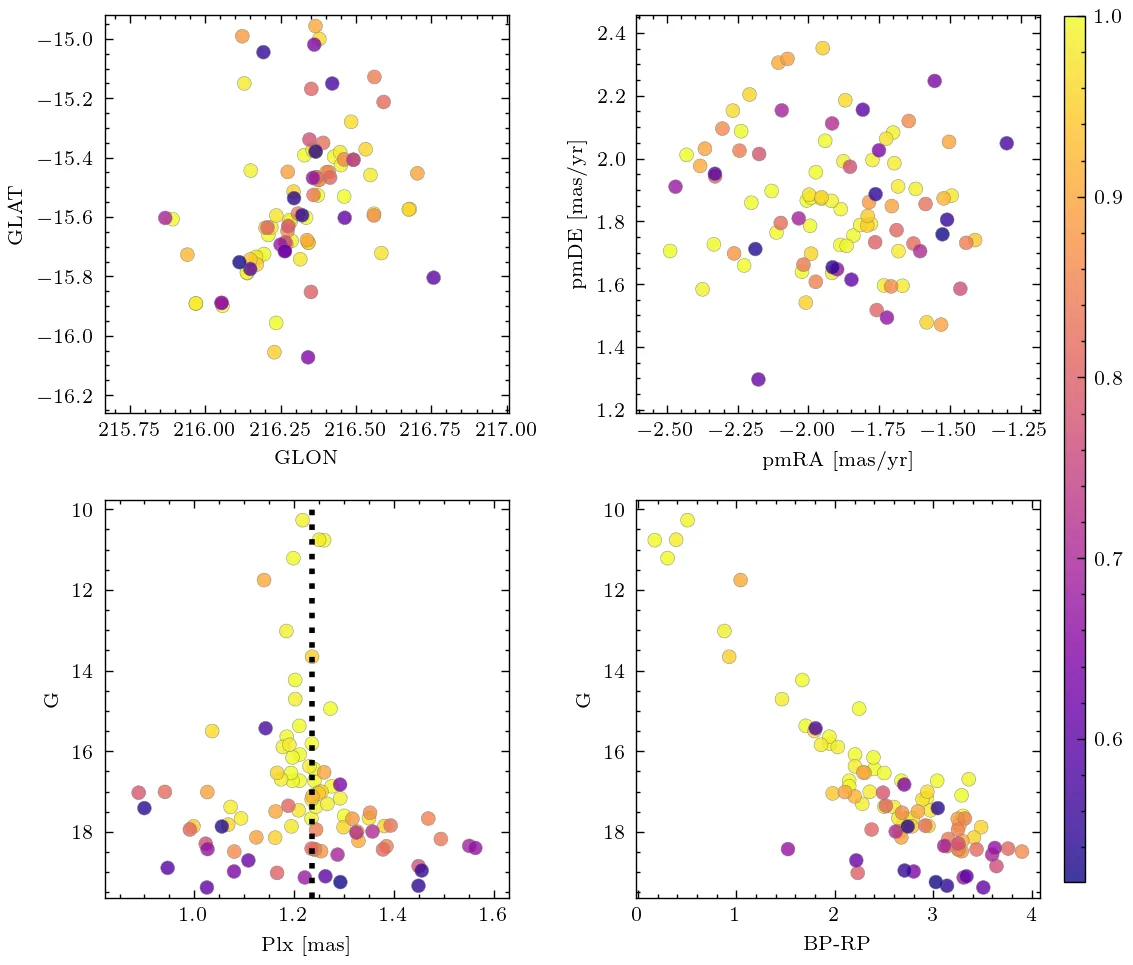 −15.0
−15.2
−15.4
−15.6
−15.8
−16.0
−16.2
GLAT
215.75 216.00 216.25 216.50 216.75 217.00
GLON
2.4
2.2
2.0
1.8
1.6
1.4
1.2
pmDE [mas/yr]
−2.50 −2.25 −2.00 −1.75 −1.50 −1.25
pmRA [mas/yr]
1.0
0.9
0.8
0.7
0.6
10
12
14
16
18
G
1.0 1.2 1.4 1.6
Plx [mas]
10
12
14
16
18
G
0 1 2 3 4
BP-RP